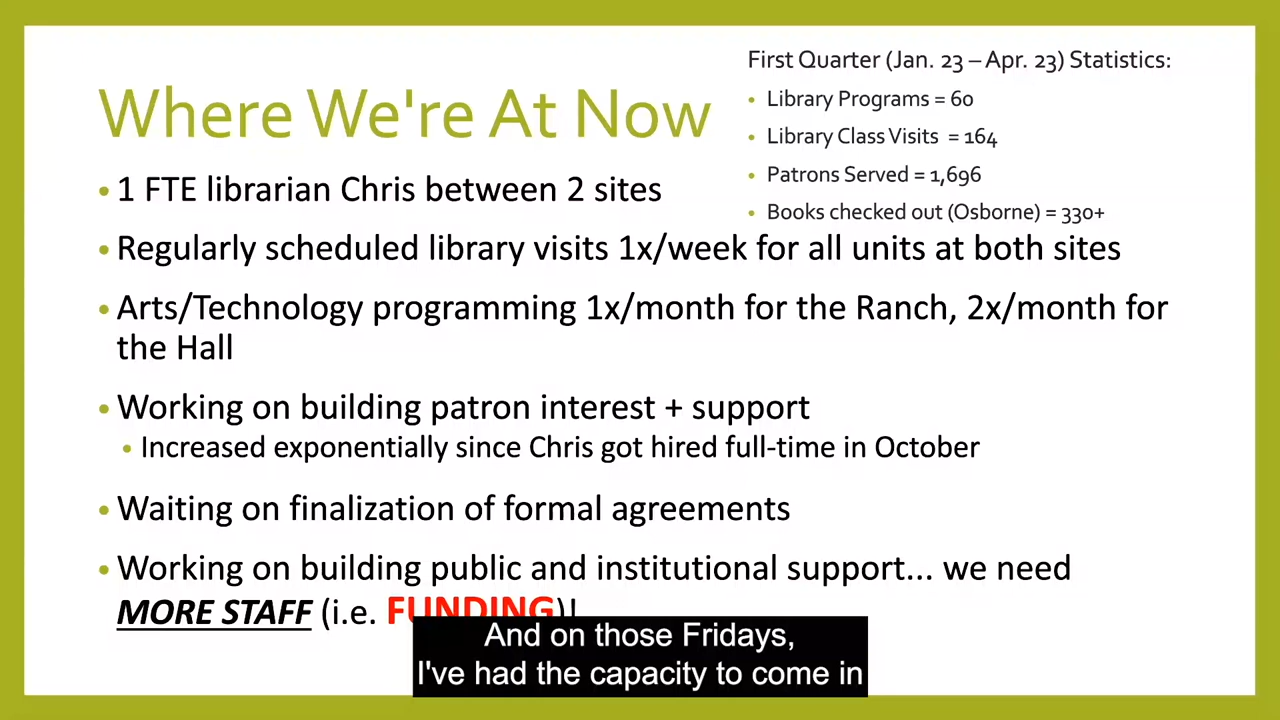 Where We're At Now
First Quarter (Jan. 23 – Apr. 23) Statistics:
• Library Programs = 60
• Library Class Visits = 164
• Patrons Served = 1,696
• Books checked out (Osborne) = 330+
• 1 FTE librarian Chris between 2 sites
• Regularly scheduled library visits 1x/week for all units at both sites
• Arts/Technology programming 1x/month for the Ranch, 2x/month for
the Hall
• Working on building patron interest + support
• Increased exponentially since Chris got hired full-time in October
• Waiting on finalization of formal agreements
• Working on building public and institutional support... we need
MORE STAFF (i.e. FUNDING)!
And on those Fridays,
I've had the capacity to come in